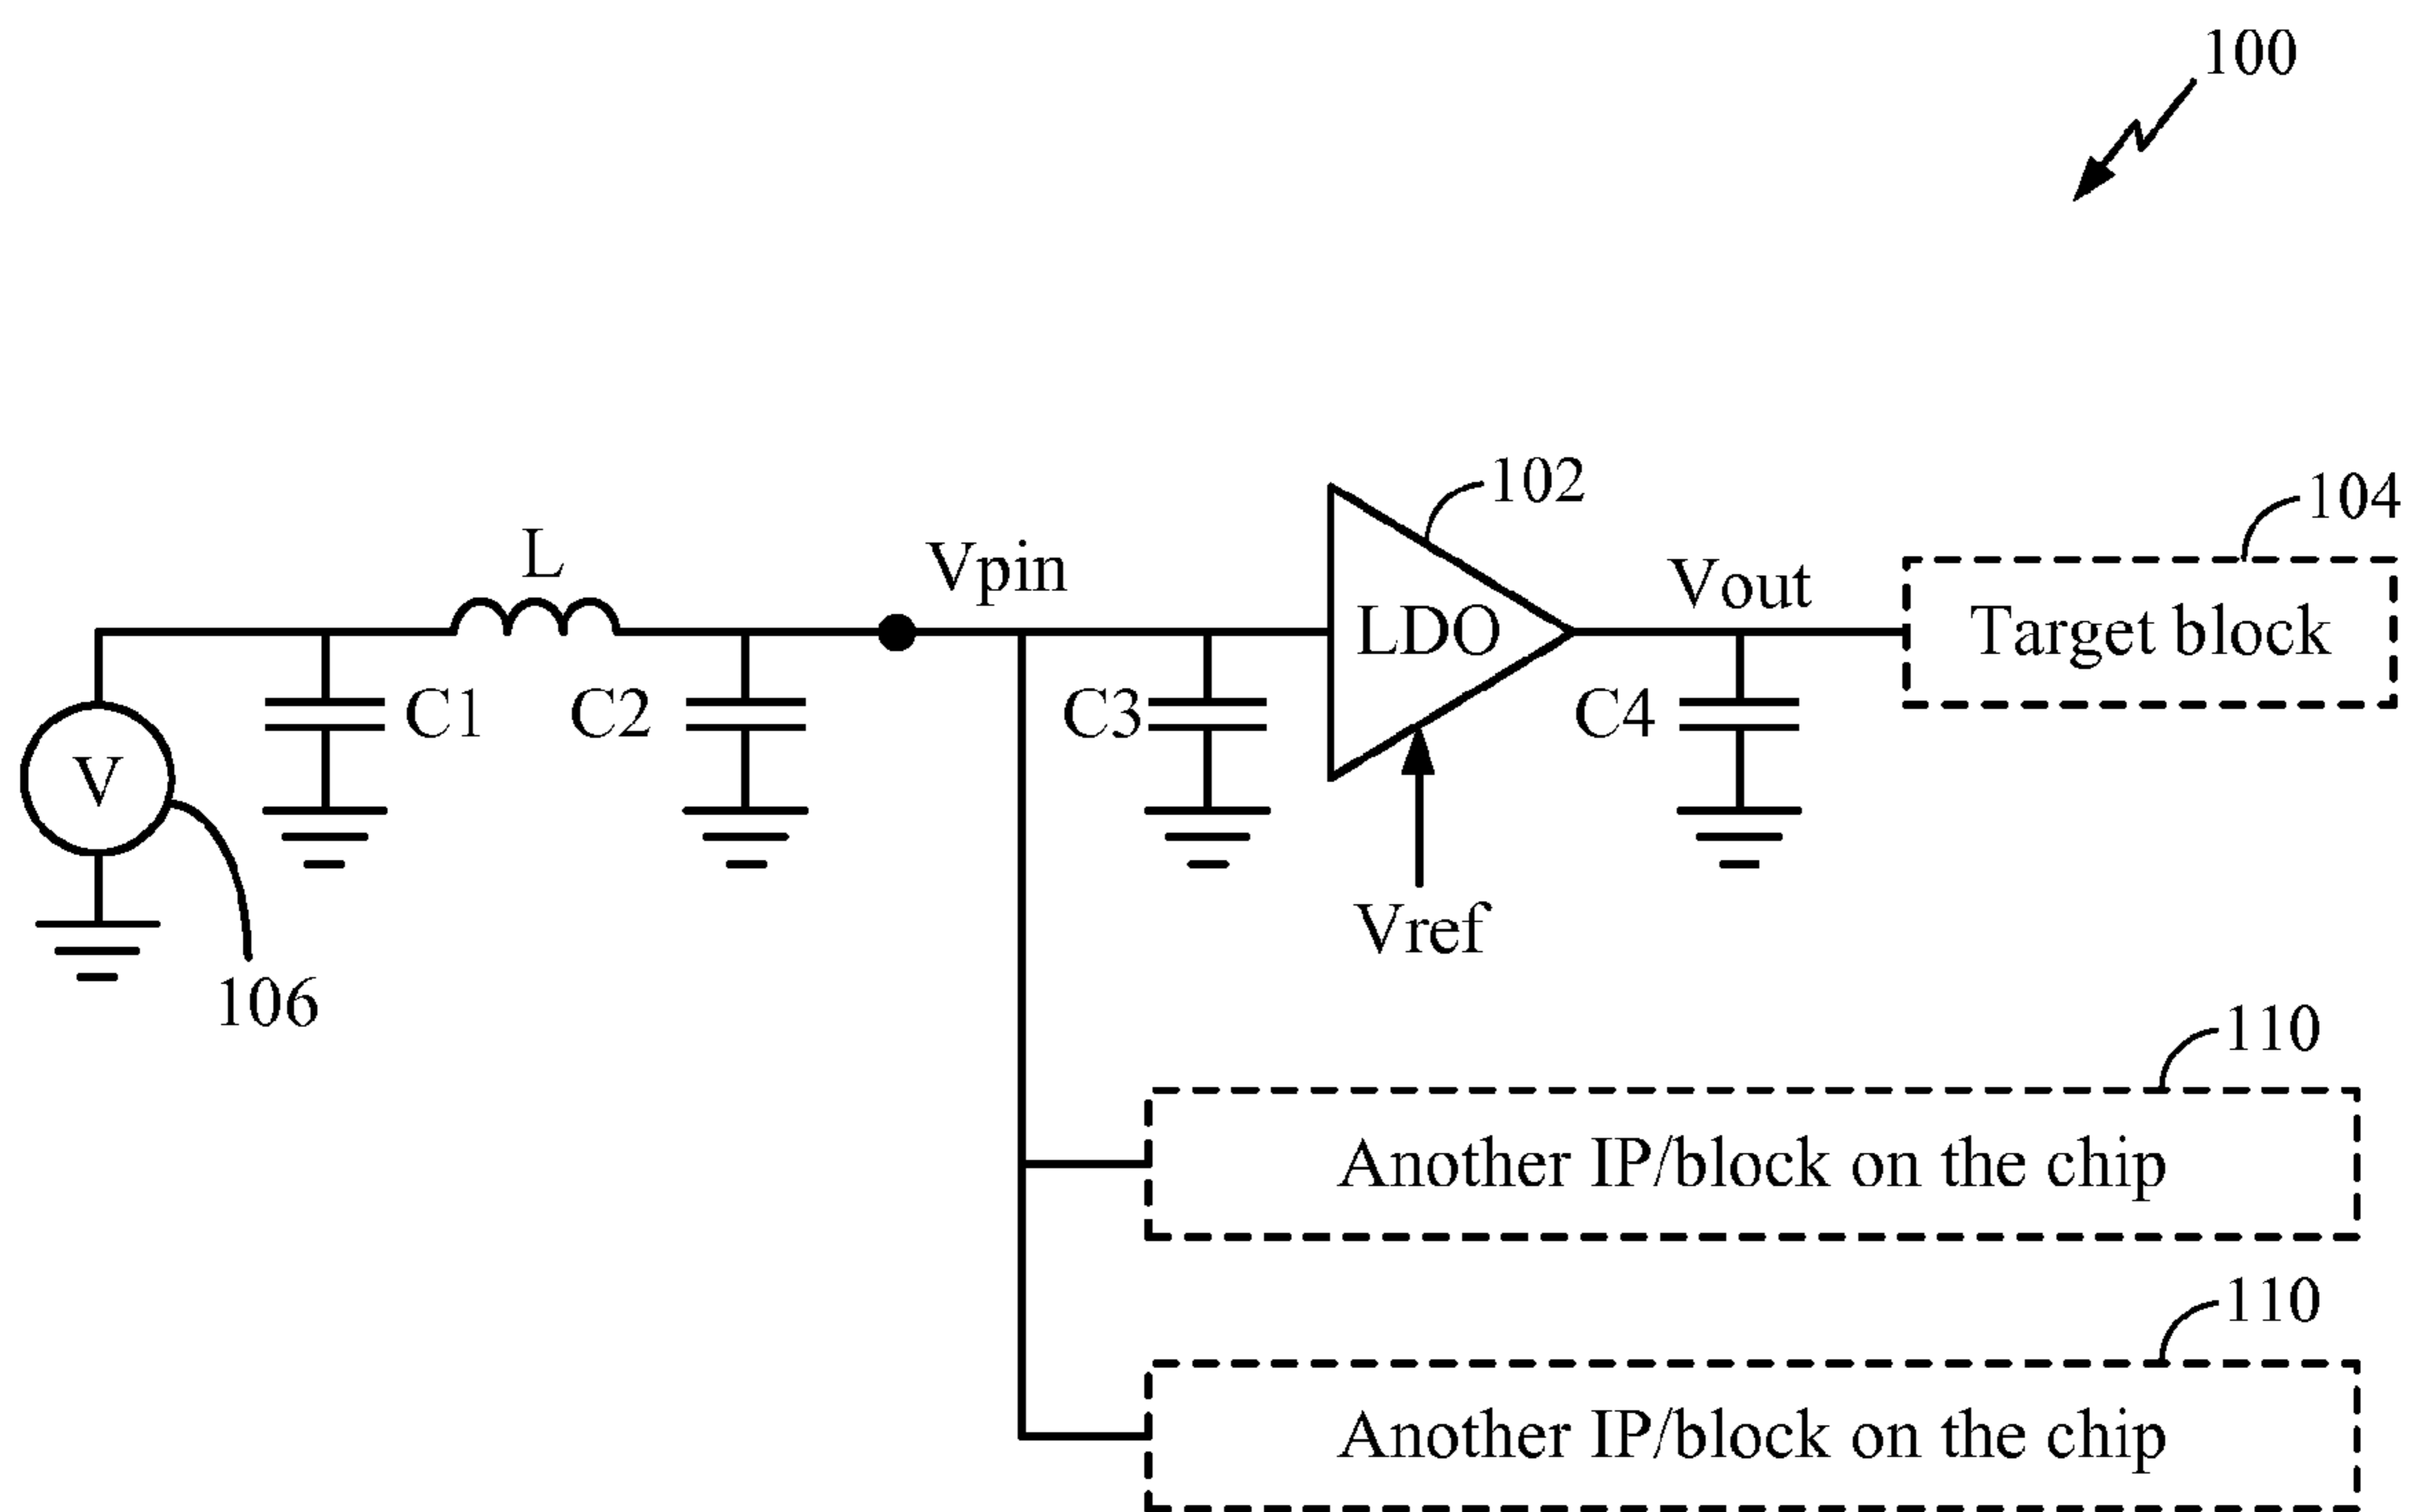 100
102
104
L
Vpin
Vout
LDO
Target block
C1
C2
C3
C4
V
Vref
106
110
Another IP/block on the chip
110
Another IP/block on the chip